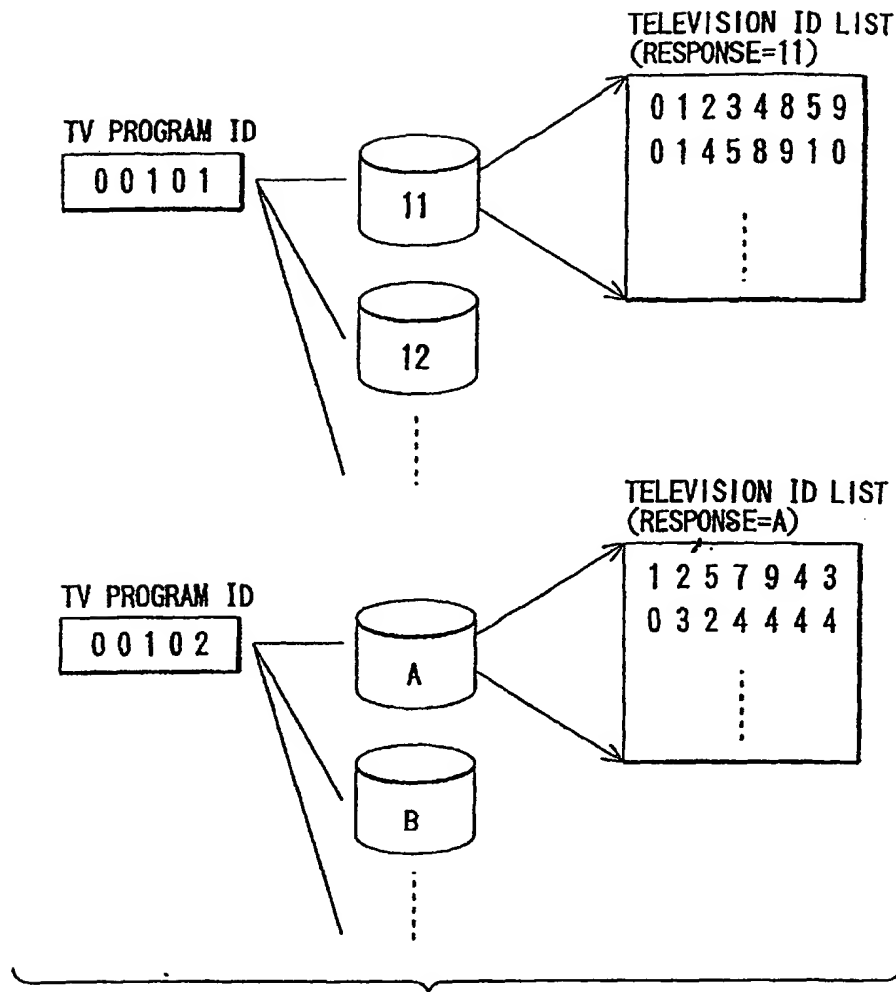 TELEVISION ID LIST
(RESPONSE=11)
0 1 2 3 4 8 5 9
0 1 4 5 8 9 1 0
TV PROGRAM ID
0 0 1 0 1
11
12
TELEVISION ID LIST
(RESPONSE=A)
1 2 5 7 9 4 3
0 3 2 4 4 4 4
TV PROGRAM ID
0 0 1 0 2
A
B